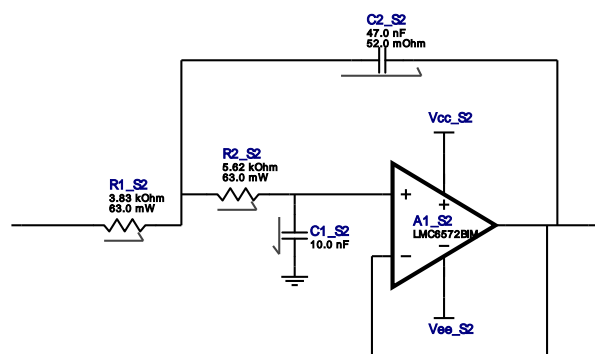 C2_S2
47.0 nF
52.0 mOhm
Vcc_S2
R2_S2
5.62 kOhm
63.0 mW
R1_S2
3.83 kOhm
63.0 mW
+
+
A1_S2
LMC6572BIM
C1_S2
10.0 nF
−
−
Vee_S2